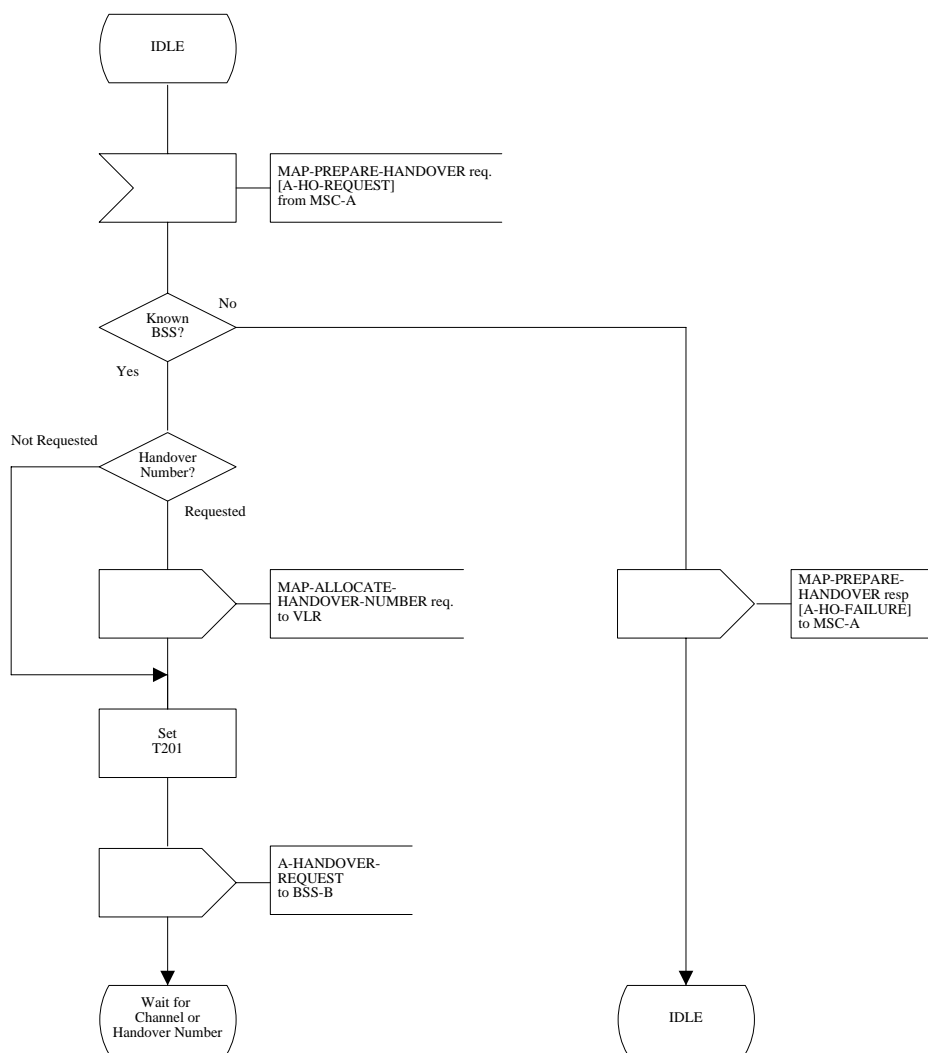 IDLE
MAP-PREPARE-HANDOVER req.
[A-HO-REQUEST]
from MSC-A
No
Known
BSS?
Yes
Not Requested
Handover
Number?
Requested
MAP-ALLOCATE-
HANDOVER-NUMBER req.
to VLR
MAP-PREPARE-
HANDOVER resp
[A-HO-FAILURE]
to MSC-A
Set
T201
A-HANDOVER-
REQUEST
to BSS-B
Wait for
Channel or
Handover Number
IDLE